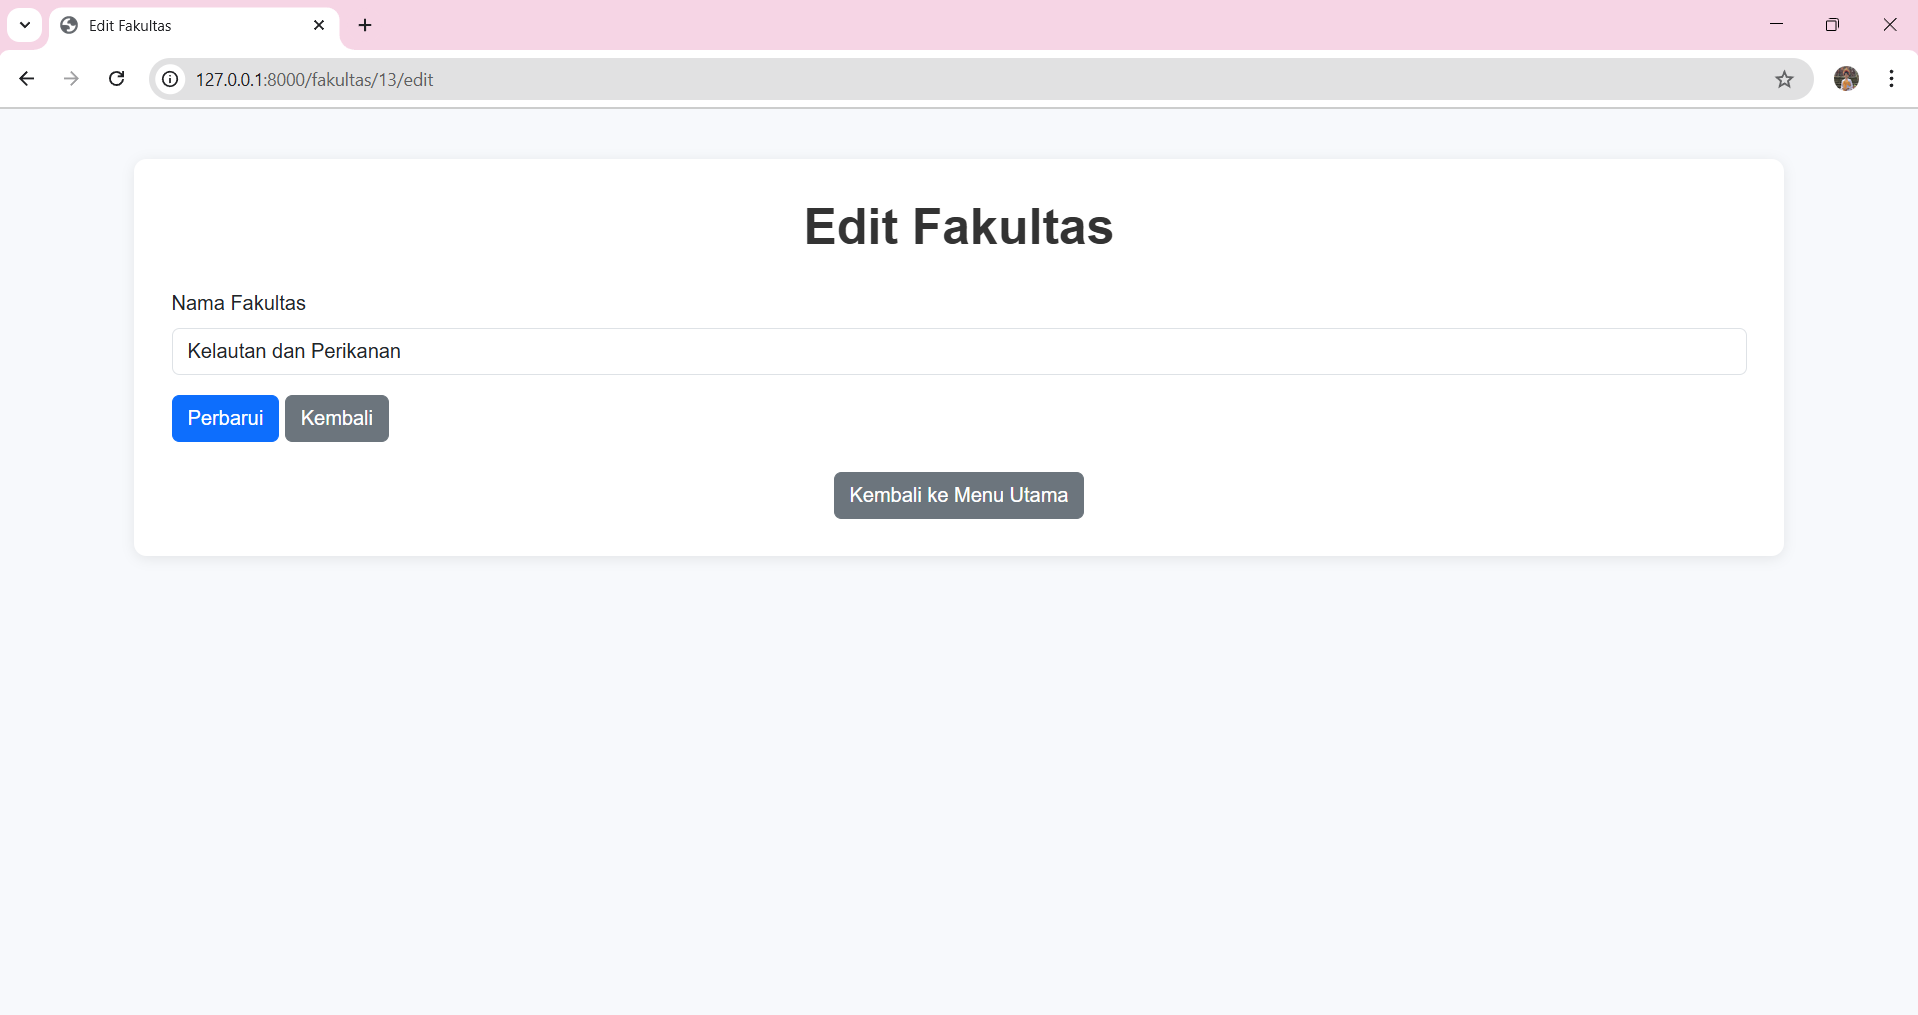 Edit Fakultas
127.0.0.1:8000/fakultas/13/edit
Edit Fakultas
Nama Fakultas
Kelautan dan Perikanan
Perbarui Kembali
Kembali ke Menu Utama